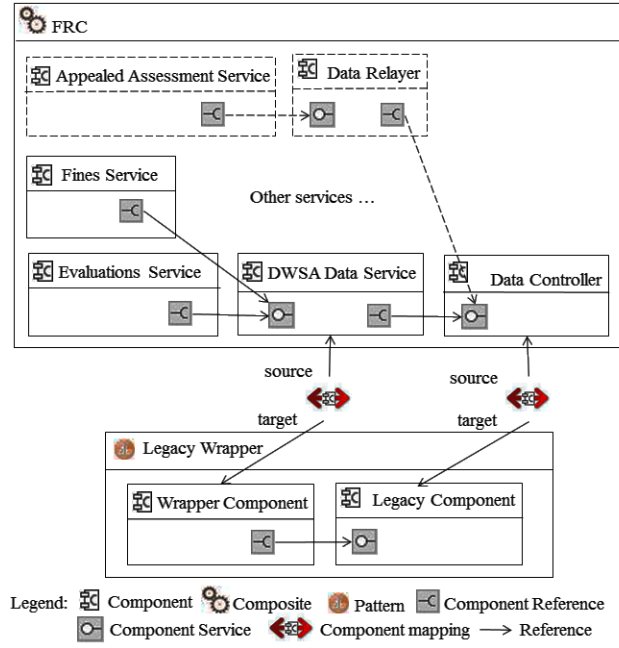 FRC
Appealed Assessment Service
Data Relayer
Fines Service
Other services ...
Evaluations Service
DWSA Data Service
Data Controller
source
source
target
target
Legacy Wrapper
Wrapper Component
Legacy Component
Legend: Component Composite Pattern Component Reference
Component Service Component mapping Reference